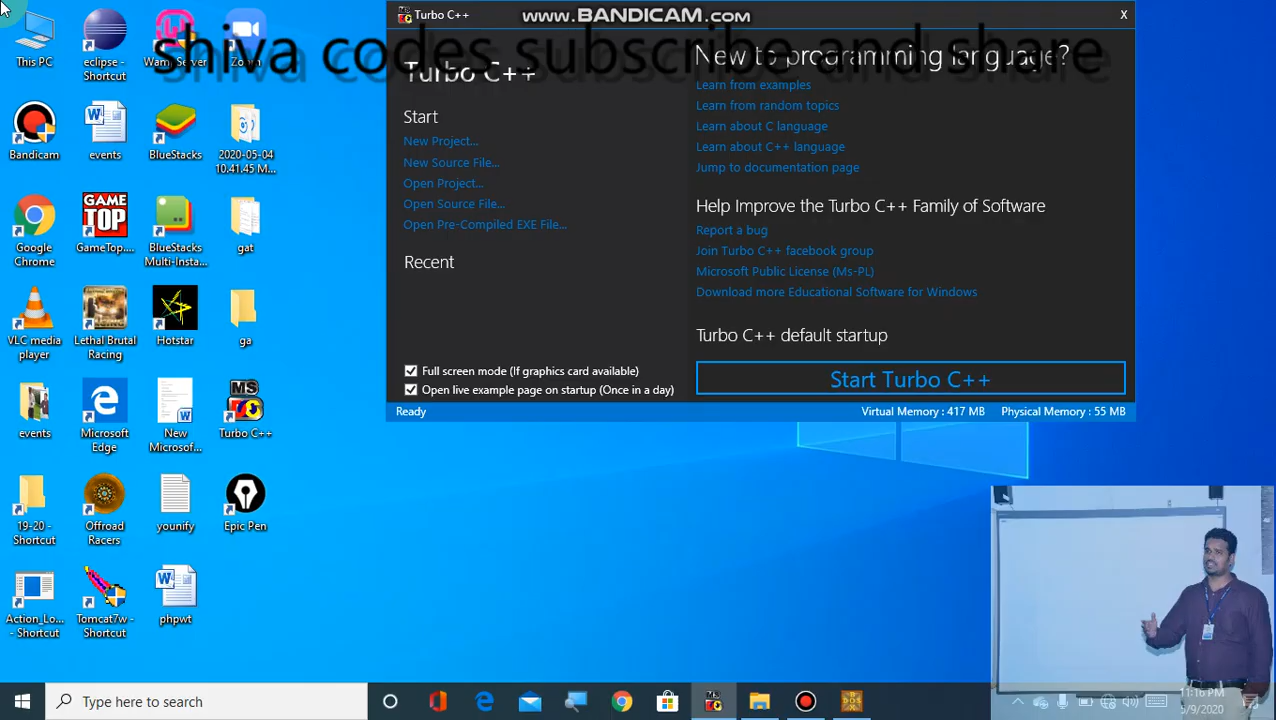 www.BANDICAM.com
shiva codes subscribe and share
Turbo C++
X
Turbo C++
Start
New Project...
New Source File...
Open Project...
Open Source File...
Open Pre-Compiled EXE File...
Recent
Full screen mode (If graphics card available)
Open live example page on startup (Once in a day)
New to programming language?
Learn from examples
Learn from random topics
Learn about C language
Learn about C++ language
Jump to documentation page
Help Improve the Turbo C++ Family of Software
Report a bug
Join Turbo C++ facebook group
Microsoft Public License (Ms-PL)
Download more Educational Software for Windows
Turbo C++ default startup
Start Turbo C++
Ready
Virtual Memory : 417 MB
Physical Memory : 55 MB
This PC
eclipse -
Shortcut
Wamp Server
Zoom
Bandicam
events
BlueStacks
2020-05-04
10.41.45 M...
Google
Chrome
GAME
TOP
GameTop....
BlueStacks
Multi-Insta...
gat
VLC media
player
Lethal Brutal
Racing
Hotstar
ga
events
Microsoft
Edge
New
Microsof...
MS
Turbo C++
19-20 -
Shortcut
Offroad
Racers
younify
Epic Pen
Action_Lo...
- Shortcut
Tomcat7w -
Shortcut
phpwt
Type here to search
11:16 PM
5/9/2020